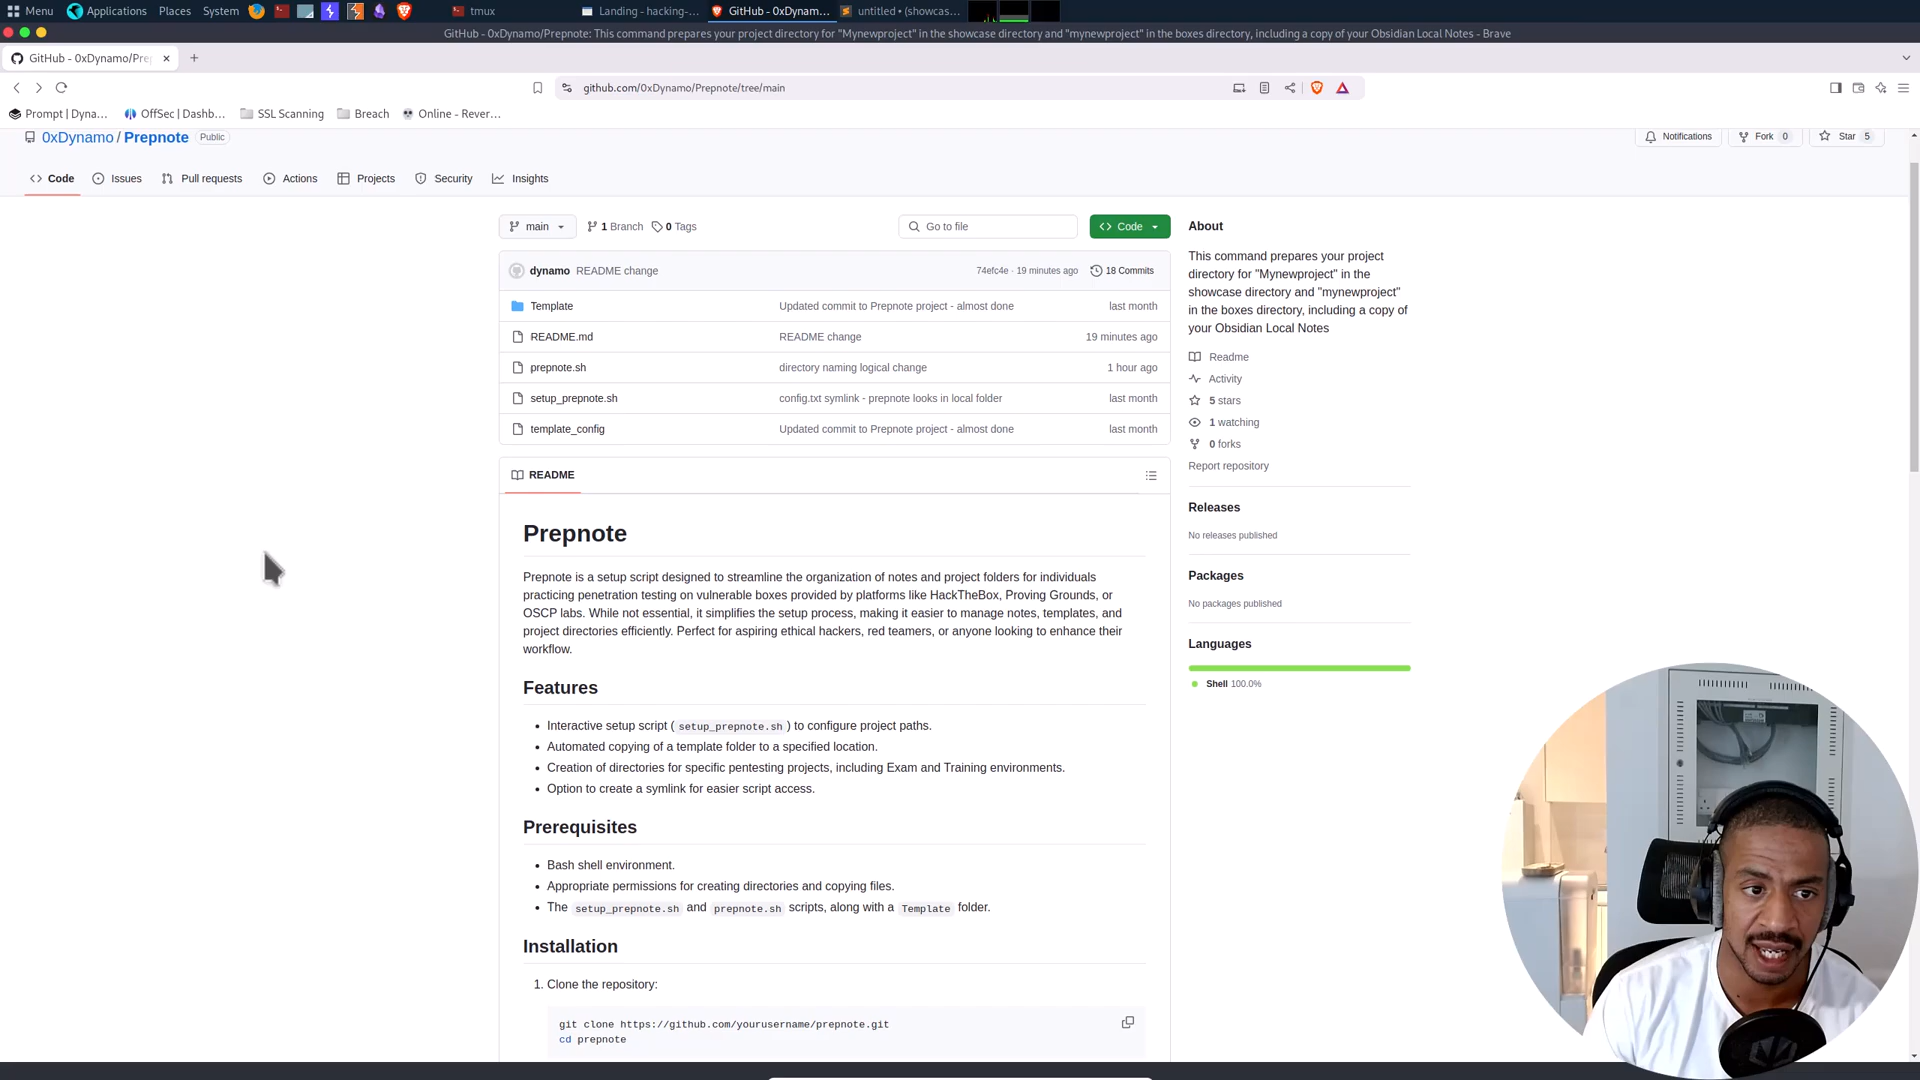 Menu Applications Places System tmux Landing - hacking-... GitHub - 0xDynam... untitled • (showcas...
GitHub - 0xDynamo/Prepnote: This command prepares your project directory for "Mynewproject" in the showcase directory and "mynewproject" in the boxes directory, including a copy of your Obsidian Local Notes - Brave
GitHub - 0xDynamo/Prep
github.com/0xDynamo/Prepnote/tree/main
Prompt | Dyna... OffSec | Dashb... SSL Scanning Breach Online - Rever...
0xDynamo / Prepnote Public Notifications Fork 0 Star 5
Code Issues Pull requests Actions Projects Security Insights
main 1 Branch 0 Tags Go to file Code
dynamo README change 74efc4e · 19 minutes ago 18 Commits
Template Updated commit to Prepnote project - almost done last month
README.md README change 19 minutes ago
prepnote.sh directory naming logical change 1 hour ago
setup_prepnote.sh config.txt symlink - prepnote looks in local folder last month
template_config Updated commit to Prepnote project - almost done last month
README
Prepnote
Prepnote is a setup script designed to streamline the organization of notes and project folders for individuals
practicing penetration testing on vulnerable boxes provided by platforms like HackTheBox, Proving Grounds, or
OSCP labs. While not essential, it simplifies the setup process, making it easier to manage notes, templates, and
project directories efficiently. Perfect for aspiring ethical hackers, red teamers, or anyone looking to enhance their
workflow.
Features
• Interactive setup script ( setup_prepnote.sh ) to configure project paths.
• Automated copying of a template folder to a specified location.
• Creation of directories for specific pentesting projects, including Exam and Training environments.
• Option to create a symlink for easier script access.
Prerequisites
• Bash shell environment.
• Appropriate permissions for creating directories and copying files.
• The setup_prepnote.sh and prepnote.sh scripts, along with a Template folder.
Installation
1. Clone the repository:
git clone https://github.com/yourusername/prepnote.git
cd prepnote
About
This command prepares your project
directory for "Mynewproject" in the
showcase directory and "mynewproject"
in the boxes directory, including a copy of
your Obsidian Local Notes
Readme
Activity
5 stars
1 watching
0 forks
Report repository
Releases
No releases published
Packages
No packages published
Languages
Shell 100.0%